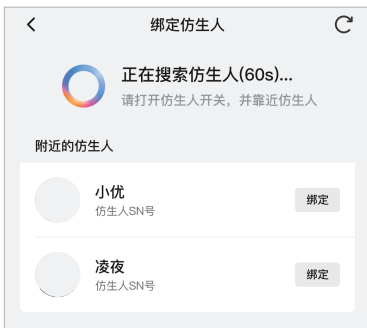 绑定仿生人
正在搜索仿生人(60s)...
请打开仿生人开关，并靠近仿生人
附近的仿生人
小优
仿生人SN号
绑定
凌夜
仿生人SN号
绑定